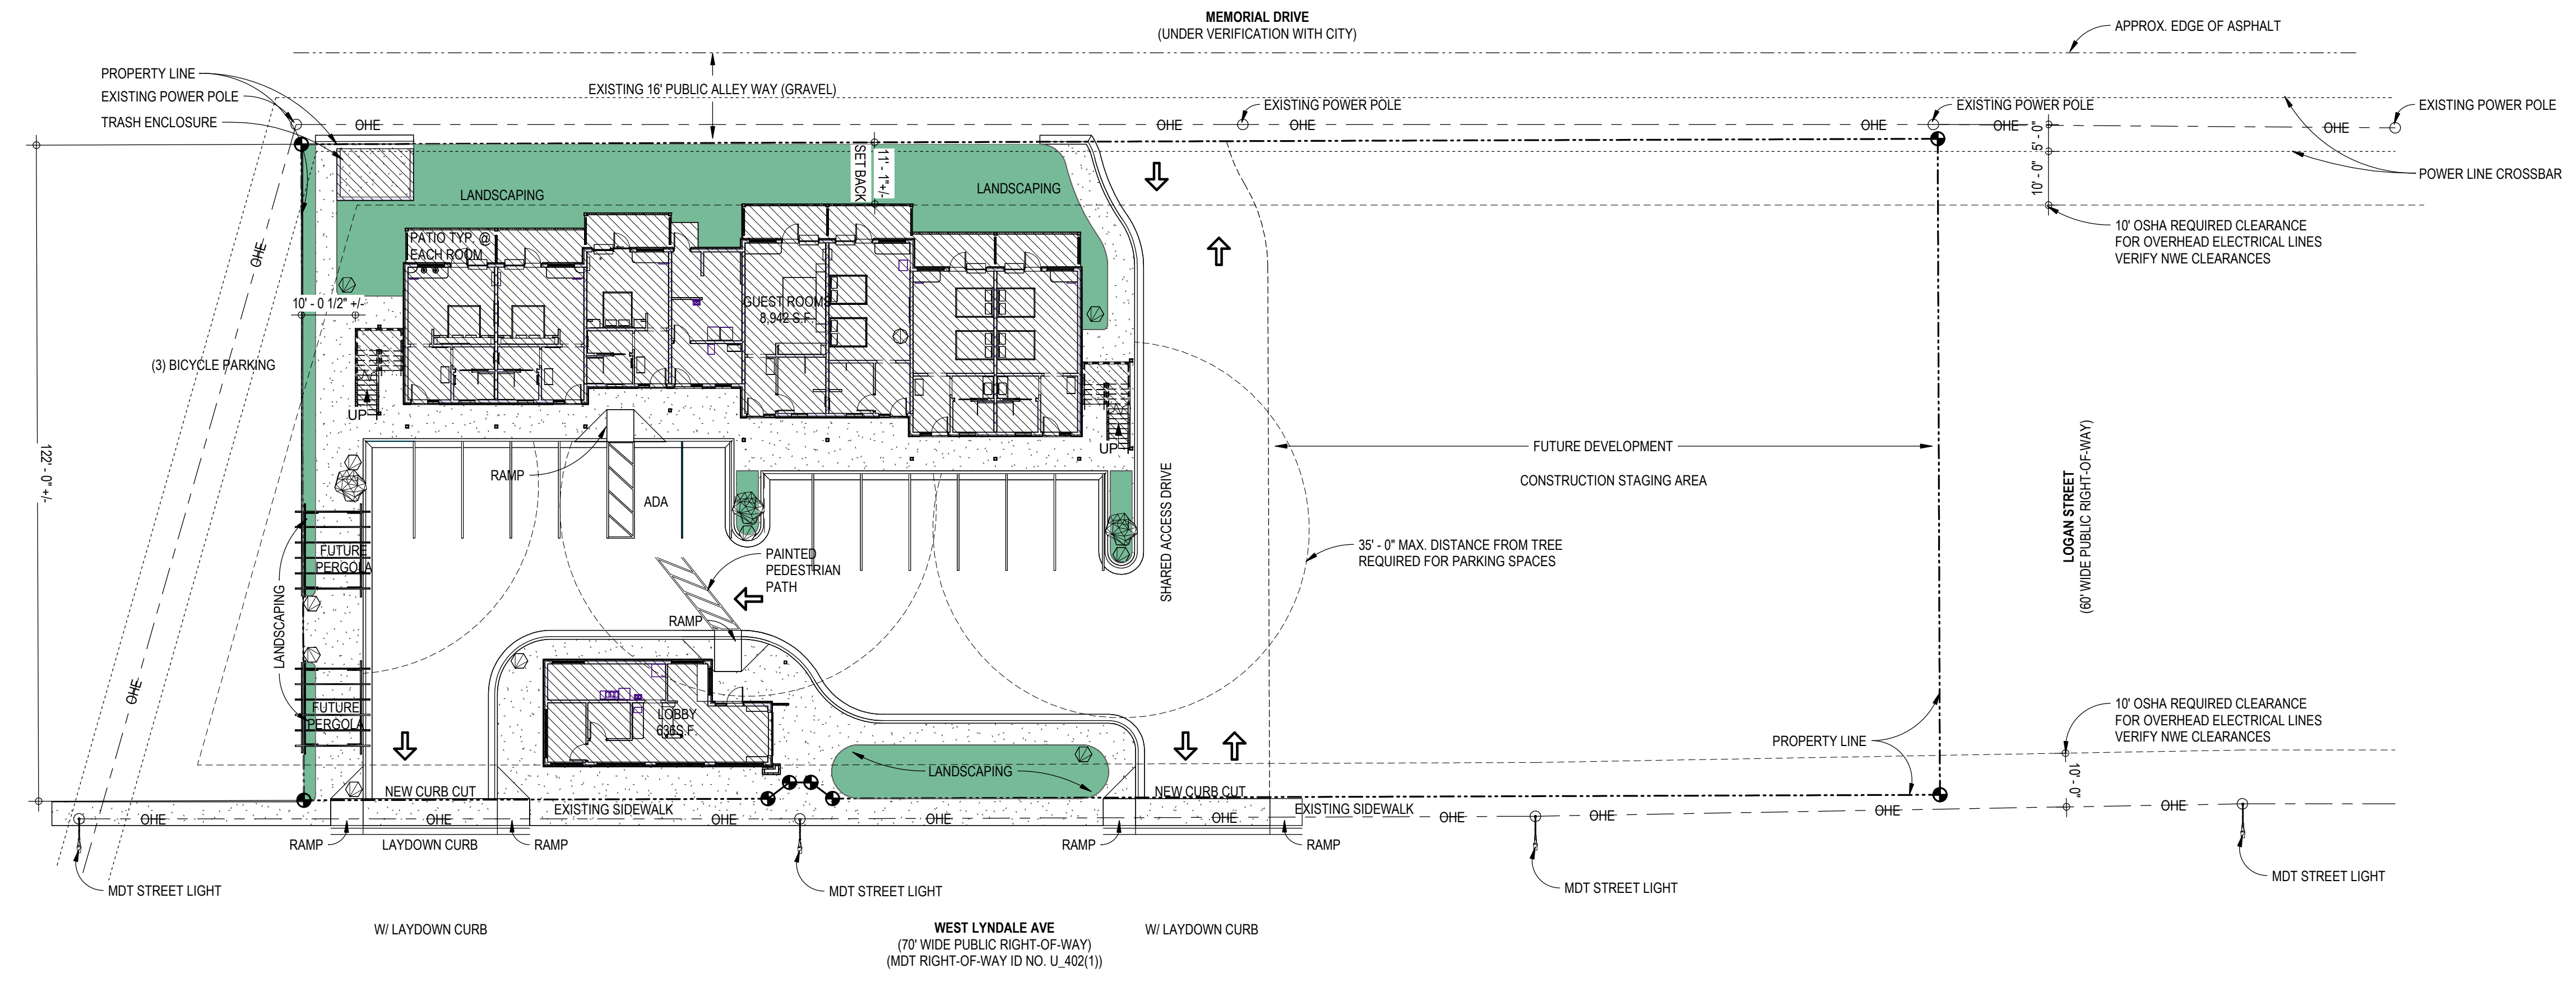 MEMORIAL DRIVE
(UNDER VERIFICATION WITH CITY)
APPROX. EDGE OF ASPHALT
PROPERTY LINE
EXISTING 16' PUBLIC ALLEY WAY (GRAVEL)
EXISTING POWER POLE
EXISTING POWER POLE
EXISTING POWER POLE
EXISTING POWER POLE
TRASH ENCLOSURE
OHE
OHE
OHE
OHE
OHE
OHE
5' - 0"
10' - 0"
SETBACK
11' - 1"+/-
POWER LINE CROSSBAR
LANDSCAPING
LANDSCAPING
10' OSHA REQUIRED CLEARANCE
FOR OVERHEAD ELECTRICAL LINES
VERIFY NWE CLEARANCES
PATIO TYP. @
EACH ROOM
OHE
10' - 0 1/2" +/-
GUEST ROOMS
8,942 S.F.
(3) BICYCLE PARKING
UP
UP
122' - 0" +/-
RAMP
ADA
FUTURE DEVELOPMENT
CONSTRUCTION STAGING AREA
SHARED ACCESS DRIVE
LOGAN STREET
(60' WIDE PUBLIC RIGHT-OF-WAY)
FUTURE
PERGOLA
PAINTED
PEDESTRIAN
PATH
35' - 0" MAX. DISTANCE FROM TREE
REQUIRED FOR PARKING SPACES
LANDSCAPING
RAMP
OHE
FUTURE
PERGOLA
LOBBY
636S.F.
10' OSHA REQUIRED CLEARANCE
FOR OVERHEAD ELECTRICAL LINES
VERIFY NWE CLEARANCES
PROPERTY LINE
LANDSCAPING
10' - 0"
NEW CURB CUT
NEW CURB CUT
EXISTING SIDEWALK
EXISTING SIDEWALK
OHE
OHE
OHE
OHE
OHE
OHE
OHE
OHE
OHE
RAMP
LAYDOWN CURB
RAMP
RAMP
RAMP
MDT STREET LIGHT
MDT STREET LIGHT
MDT STREET LIGHT
MDT STREET LIGHT
W/ LAYDOWN CURB
WEST LYNDALE AVE
(70' WIDE PUBLIC RIGHT-OF-WAY)
(MDT RIGHT-OF-WAY ID NO. U_402(1))
W/ LAYDOWN CURB